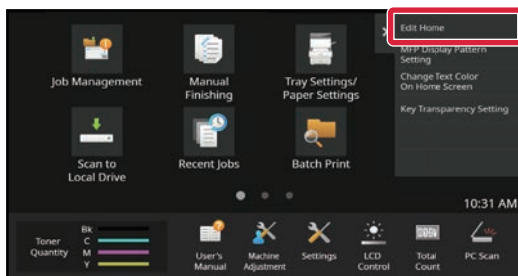 Edit Home
MFP Display Pattern
Setting
Change Text Color
On Home Screen
Key Transparency Setting
Job Management
Manual
Finishing
Tray Settings/
Paper Settings
Scan to
Local Drive
Recent Jobs
Batch Print
10:31 AM
Toner
Quantity
Bk
C
M
Y
User's
Manual
Machine
Adjustment
Settings
LCD
Control
Total
Count
PC Scan